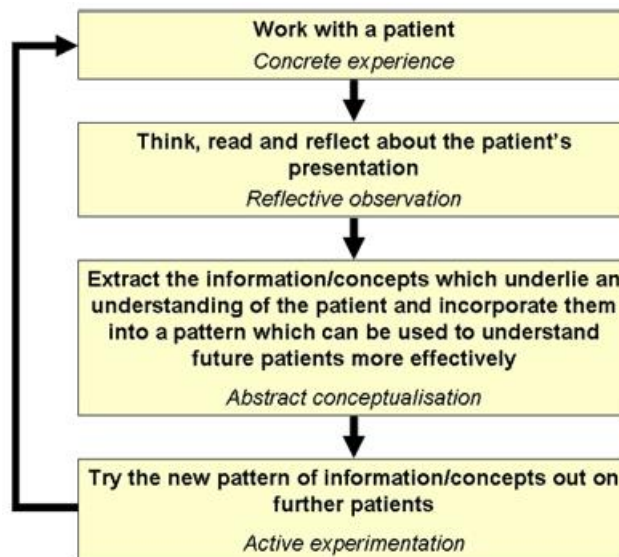 Work with a patient
Concrete experience
Think, read and reflect about the patient's
presentation
Reflective observation
Extract the information/concepts which underlie an
understanding of the patient and incorporate them
into a pattern which can be used to understand
future patients more effectively
Abstract conceptualisation
Try the new pattern of information/concepts out on
further patients
Active experimentation